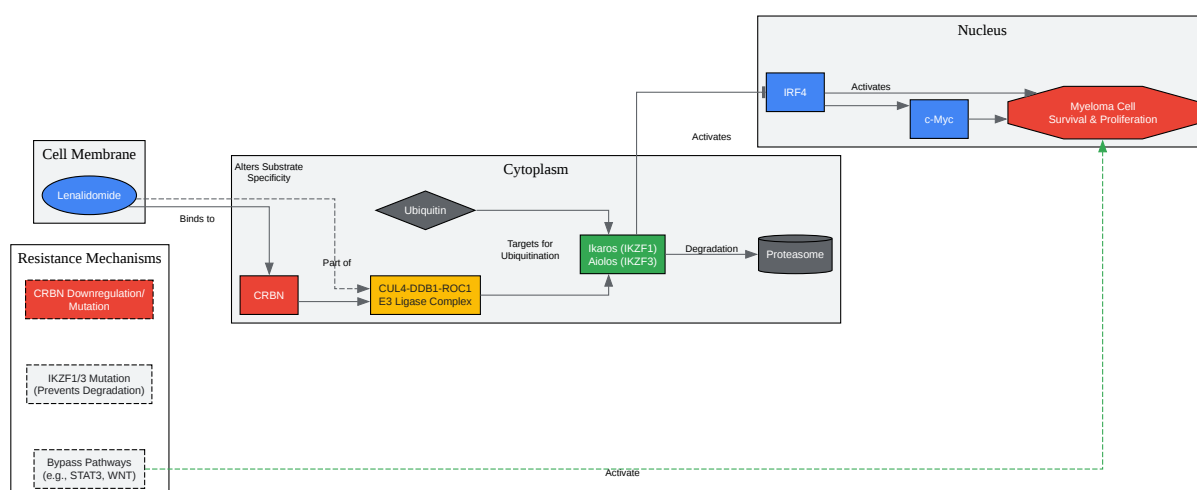 Nucleus
IRF4
Activates
c-Myc
Myeloma Cell
Survival & Proliferation
Activates
Cell Membrane
Lenalidomide
Binds to
Alters Substrate
Specificity
Cytoplasm
Ubiquitin
Targets for
Ubiquitination
Ikaros (IKZF1)
Aiolos (IKZF3)
Degradation
Proteasome
Part of
CRBN
CUL4-DDB1-ROC1
E3 Ligase Complex
Resistance Mechanisms
CRBN Downregulation/
Mutation
IKZF1/3 Mutation
(Prevents Degradation)
Bypass Pathways
(e.g., STAT3, WNT)
Activate